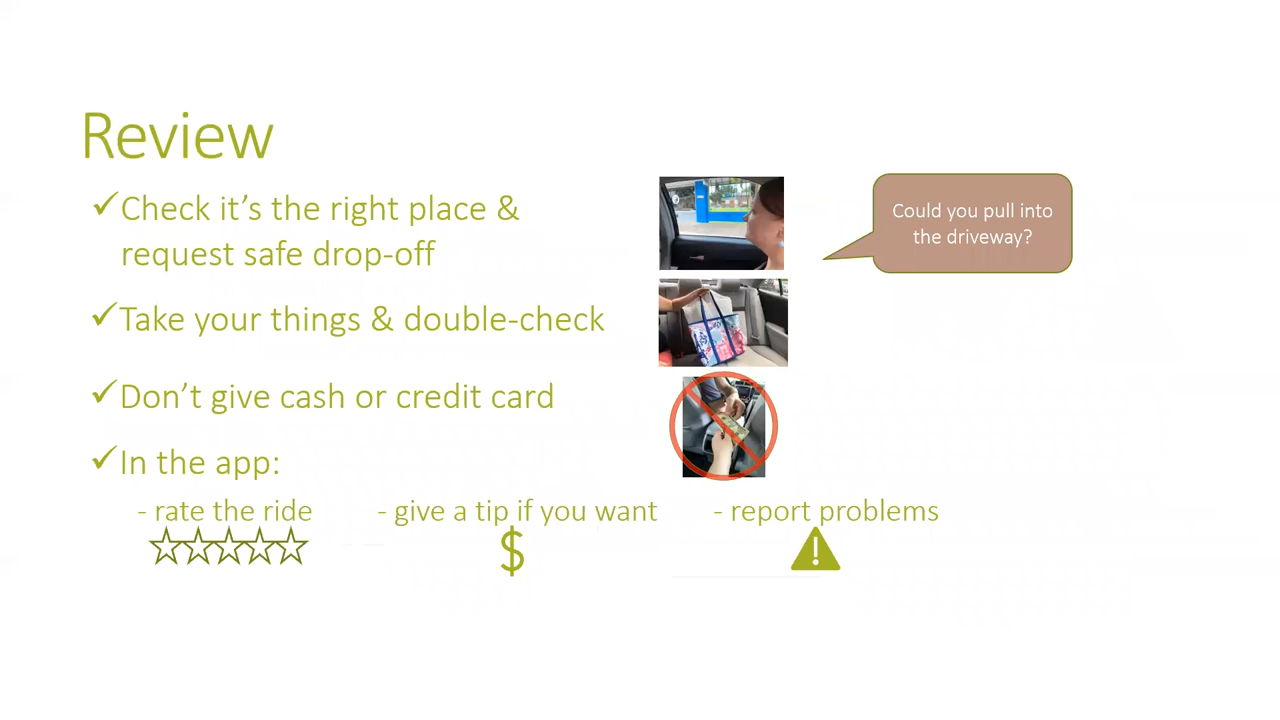 Review
✓Check it’s the right place &
request safe drop-off
Could you pull into
the driveway?
✓Take your things & double-check
✓Don’t give cash or credit card
✓In the app:
- rate the ride
- give a tip if you want
- report problems
$
!